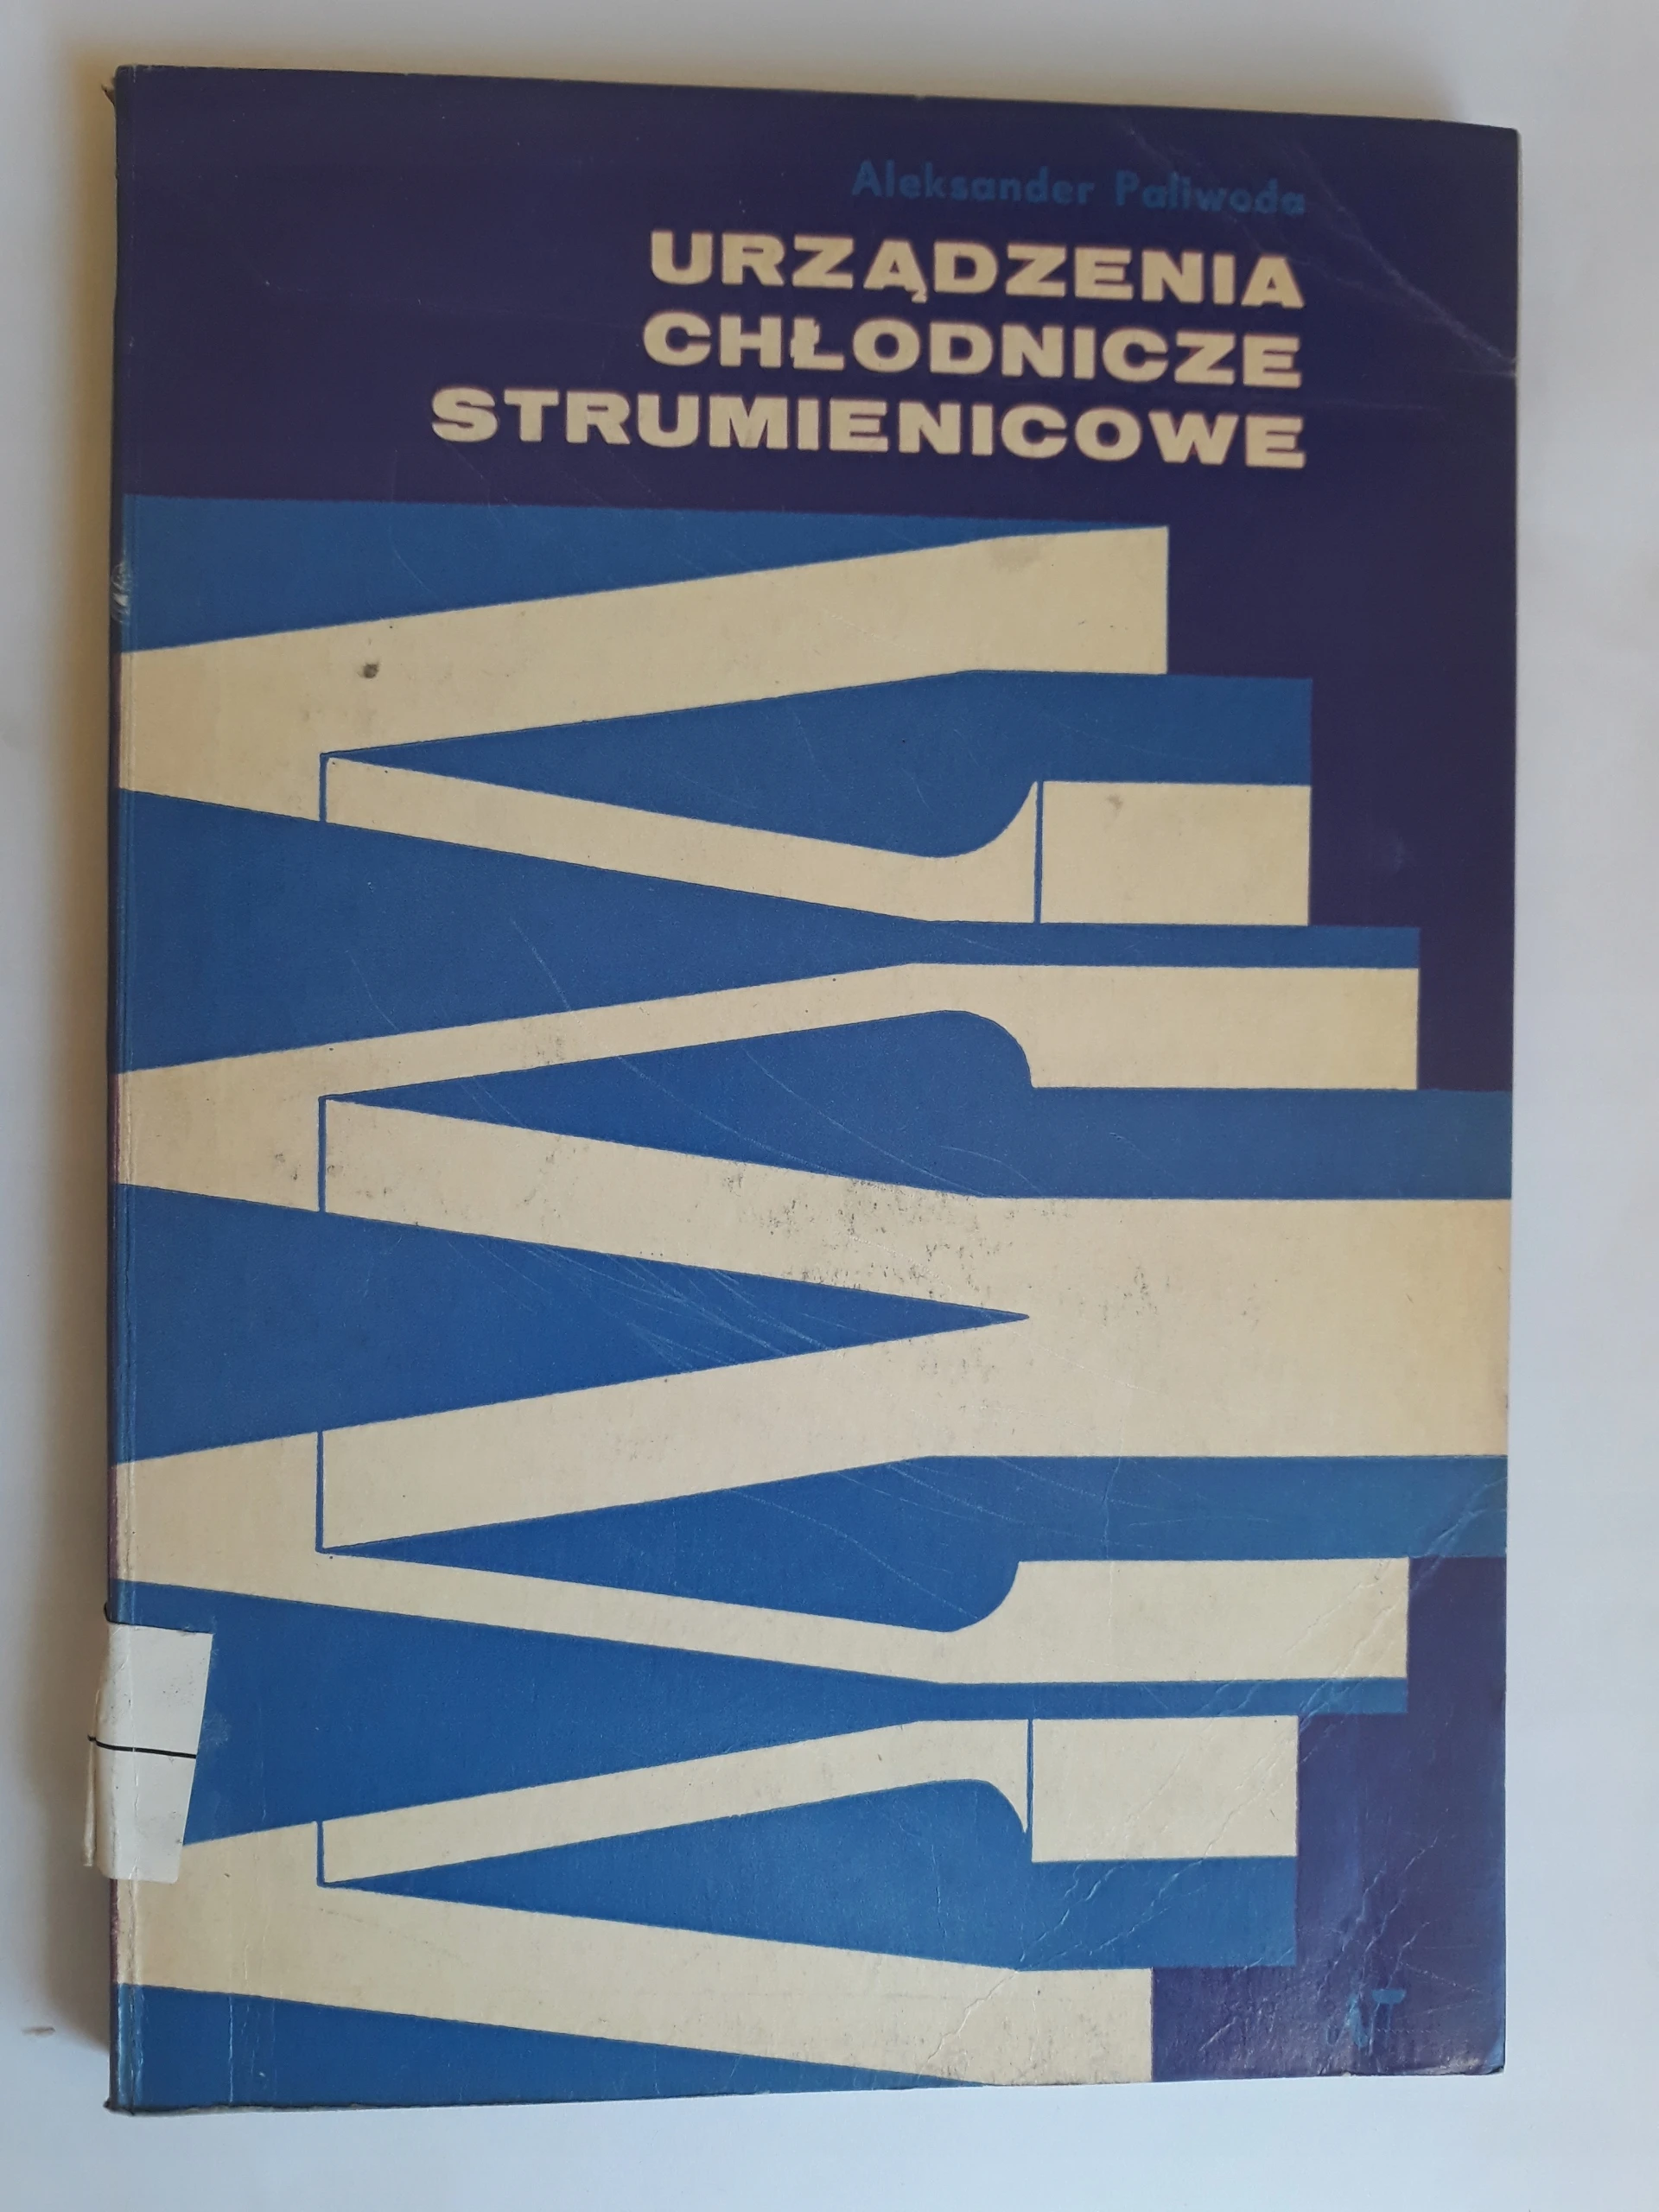 Aleksander Paliwoda
URZĄDZENIA
CHŁODNICZE
STRUMIENICOWE